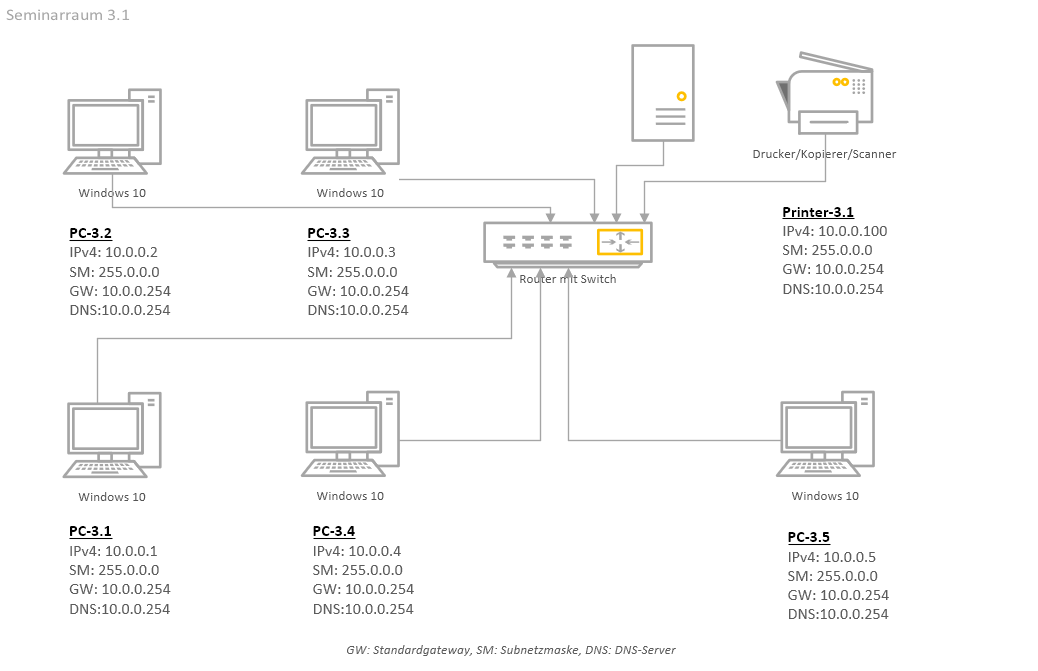 Seminarraum 3.1
Drucker/Kopierer/Scanner
Windows 10
Windows 10
PC-3.2
IPv4: 10.0.0.2
SM: 255.0.0.0
GW: 10.0.0.254
DNS:10.0.0.254
PC-3.3
IPv4: 10.0.0.3
SM: 255.0.0.0
GW: 10.0.0.254
DNS:10.0.0.254
Router mit Switch
Printer-3.1
IPv4: 10.0.0.100
SM: 255.0.0.0
GW: 10.0.0.254
DNS:10.0.0.254
Windows 10
PC-3.1
IPv4: 10.0.0.1
SM: 255.0.0.0
GW: 10.0.0.254
DNS:10.0.0.254
Windows 10
PC-3.4
IPv4: 10.0.0.4
SM: 255.0.0.0
GW: 10.0.0.254
DNS:10.0.0.254
Windows 10
PC-3.5
IPv4: 10.0.0.5
SM: 255.0.0.0
GW: 10.0.0.254
DNS:10.0.0.254
GW: Standardgateway, SM: Subnetzmaske, DNS: DNS-Server